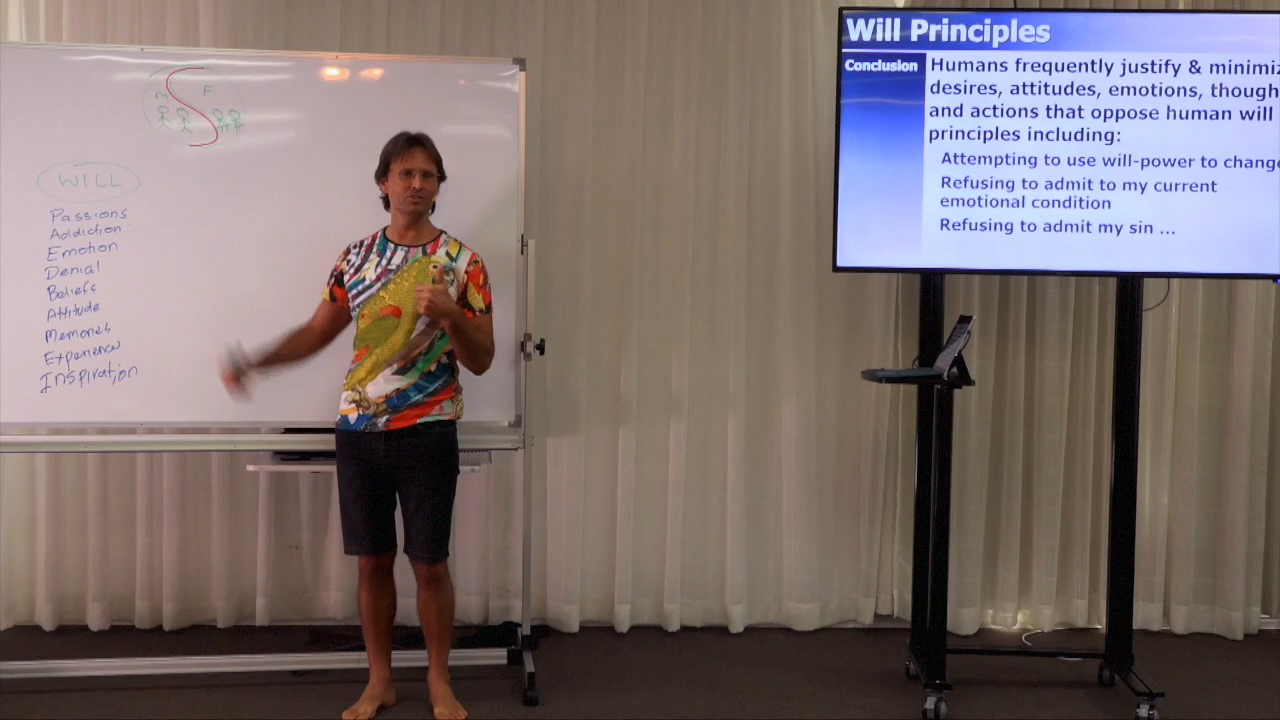 M F
WILL
Passions
Addiction
Emotion
Denial
Beliefs
Attitude
Memories
Experience
Inspiration
Will Principles
Conclusion
Humans frequently justify & minimiz
desires, attitudes, emotions, though
and actions that oppose human will
principles including:
Attempting to use will-power to change
Refusing to admit to my current
emotional condition
Refusing to admit my sin ...